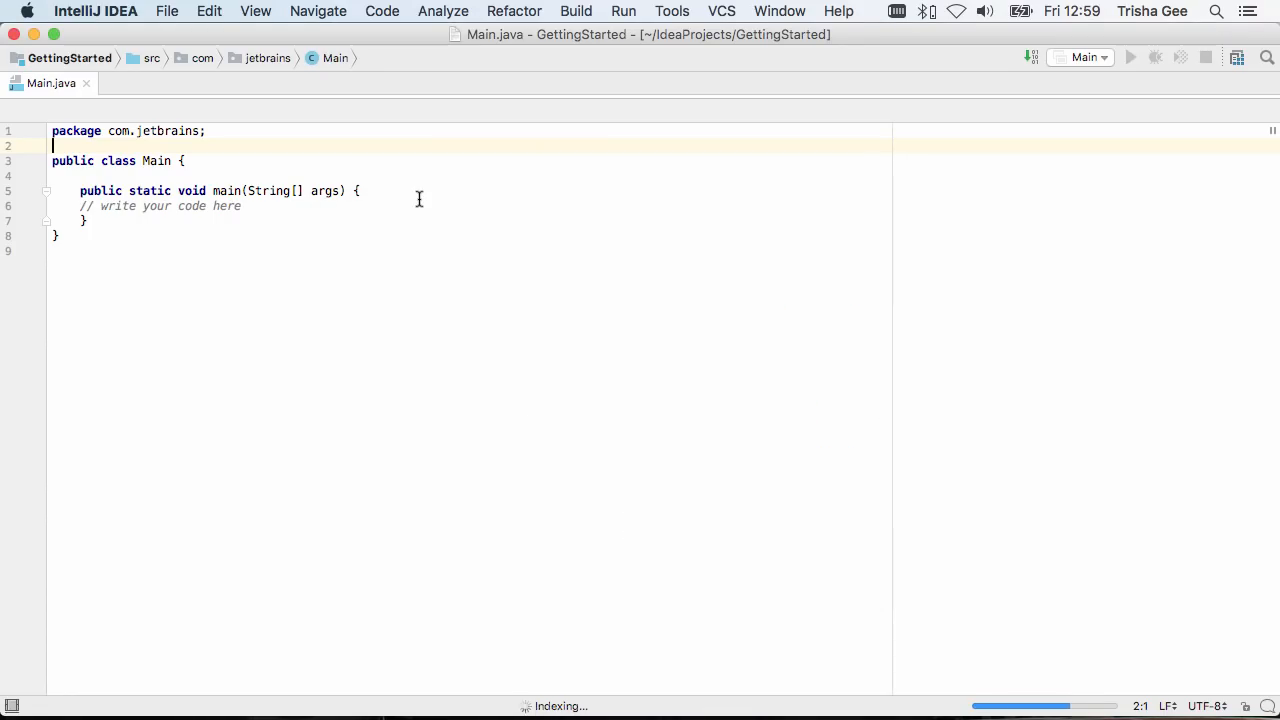 IntelliJ IDEA File Edit View Navigate Code Analyze Refactor Build Run Tools VCS Window Help Fri 12:59 Trisha Gee
Main.java - GettingStarted - [~/IdeaProjects/GettingStarted]
GettingStarted src com jetbrains C Main Main
Main.java
1 package com.jetbrains;
2
3 public class Main {
4
5 public static void main(String[] args) {
6 // write your code here
7 }
8 }
9
Indexing... 2:1 LF UTF-8